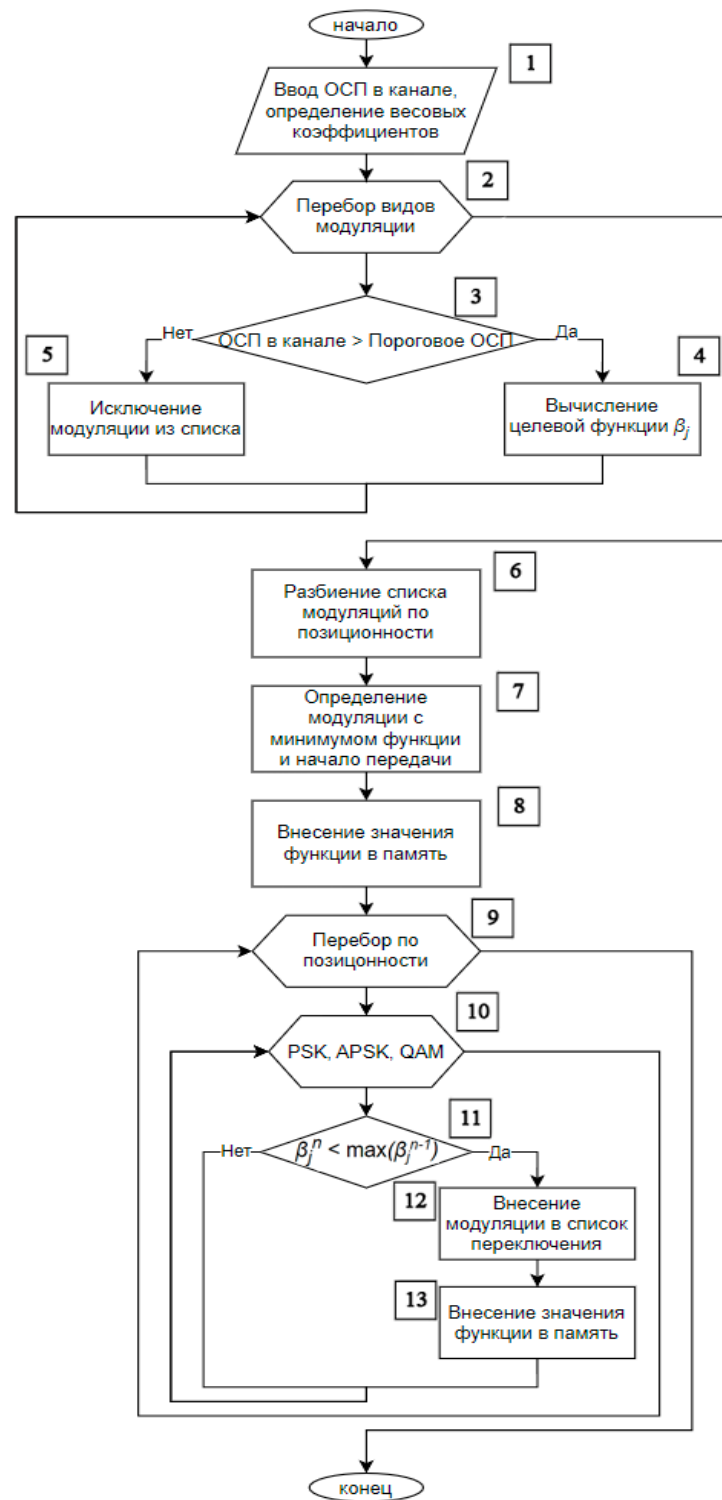 начало
1
Ввод ОСП в канале,
определение весовых
коэффициентов
2
Перебор видов
модуляции
3
Нет
ОСП в канале > Пороговое ОСП
Да
5
4
Исключение
модуляции из списка
Вычисление
целевой функции βj
6
Разбиение списка
модуляций по
позиционности
7
Определение
модуляции с
минимумом функции
и начало передачи
8
Внесение значения
функции в память
9
Перебор по
позицонности
10
PSK, APSK, QAM
11
Нет
βj^n < max(βj^n-1)
Да
12
Внесение
модуляции в список
переключения
13
Внесение значения
функции в память
конец